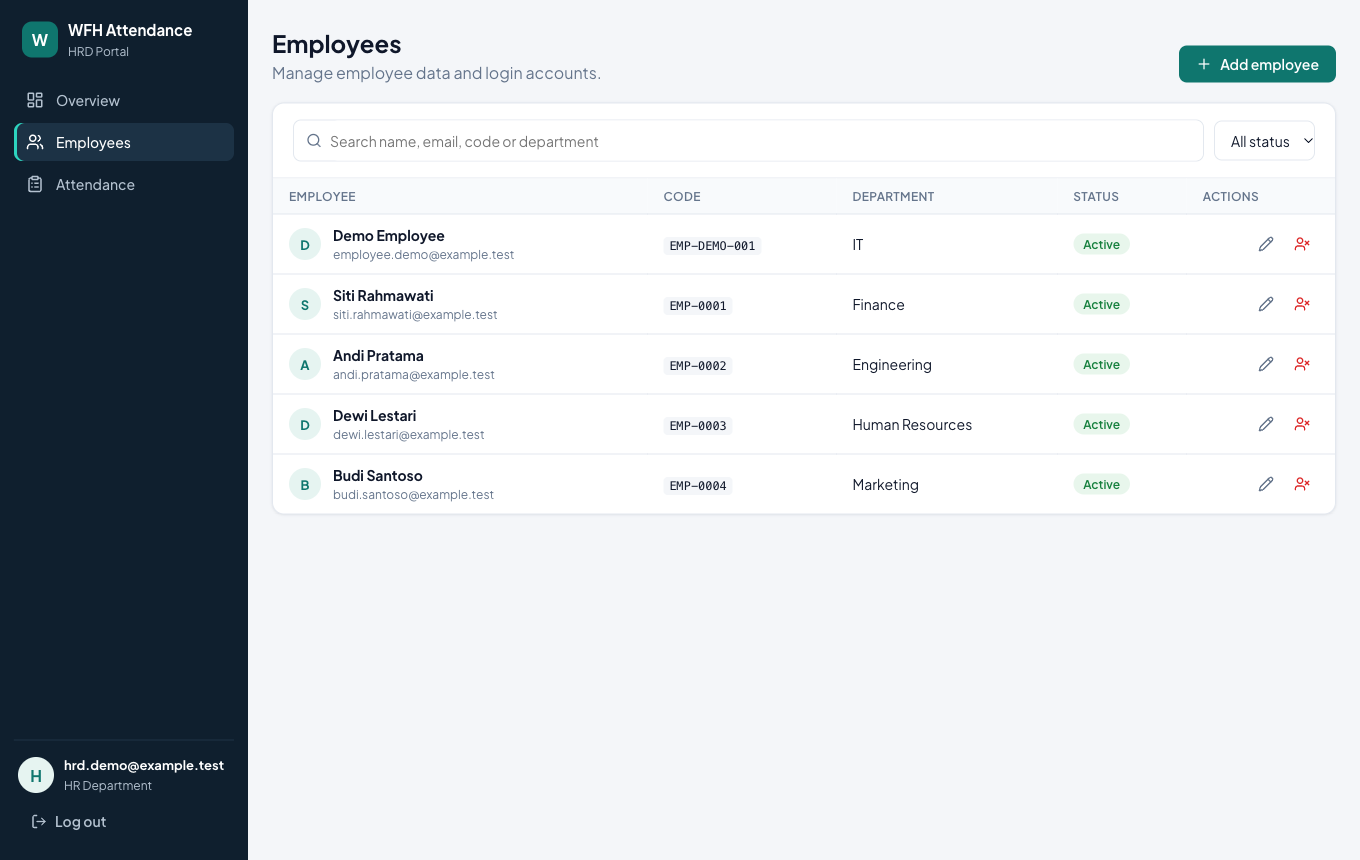 W
WFH Attendance
HRD Portal
Overview
Employees
Attendance
H
hrd.demo@example.test
HR Department
Log out
Employees
Manage employee data and login accounts.
Add employee
Search name, email, code or department
All status
EMPLOYEE CODE DEPARTMENT STATUS ACTIONS
D Demo Employee
employee.demo@example.test
EMP-DEMO-001 IT Active
S Siti Rahmawati
siti.rahmawati@example.test
EMP-0001 Finance Active
A Andi Pratama
andi.pratama@example.test
EMP-0002 Engineering Active
D Dewi Lestari
dewi.lestari@example.test
EMP-0003 Human Resources Active
B Budi Santoso
budi.santoso@example.test
EMP-0004 Marketing Active